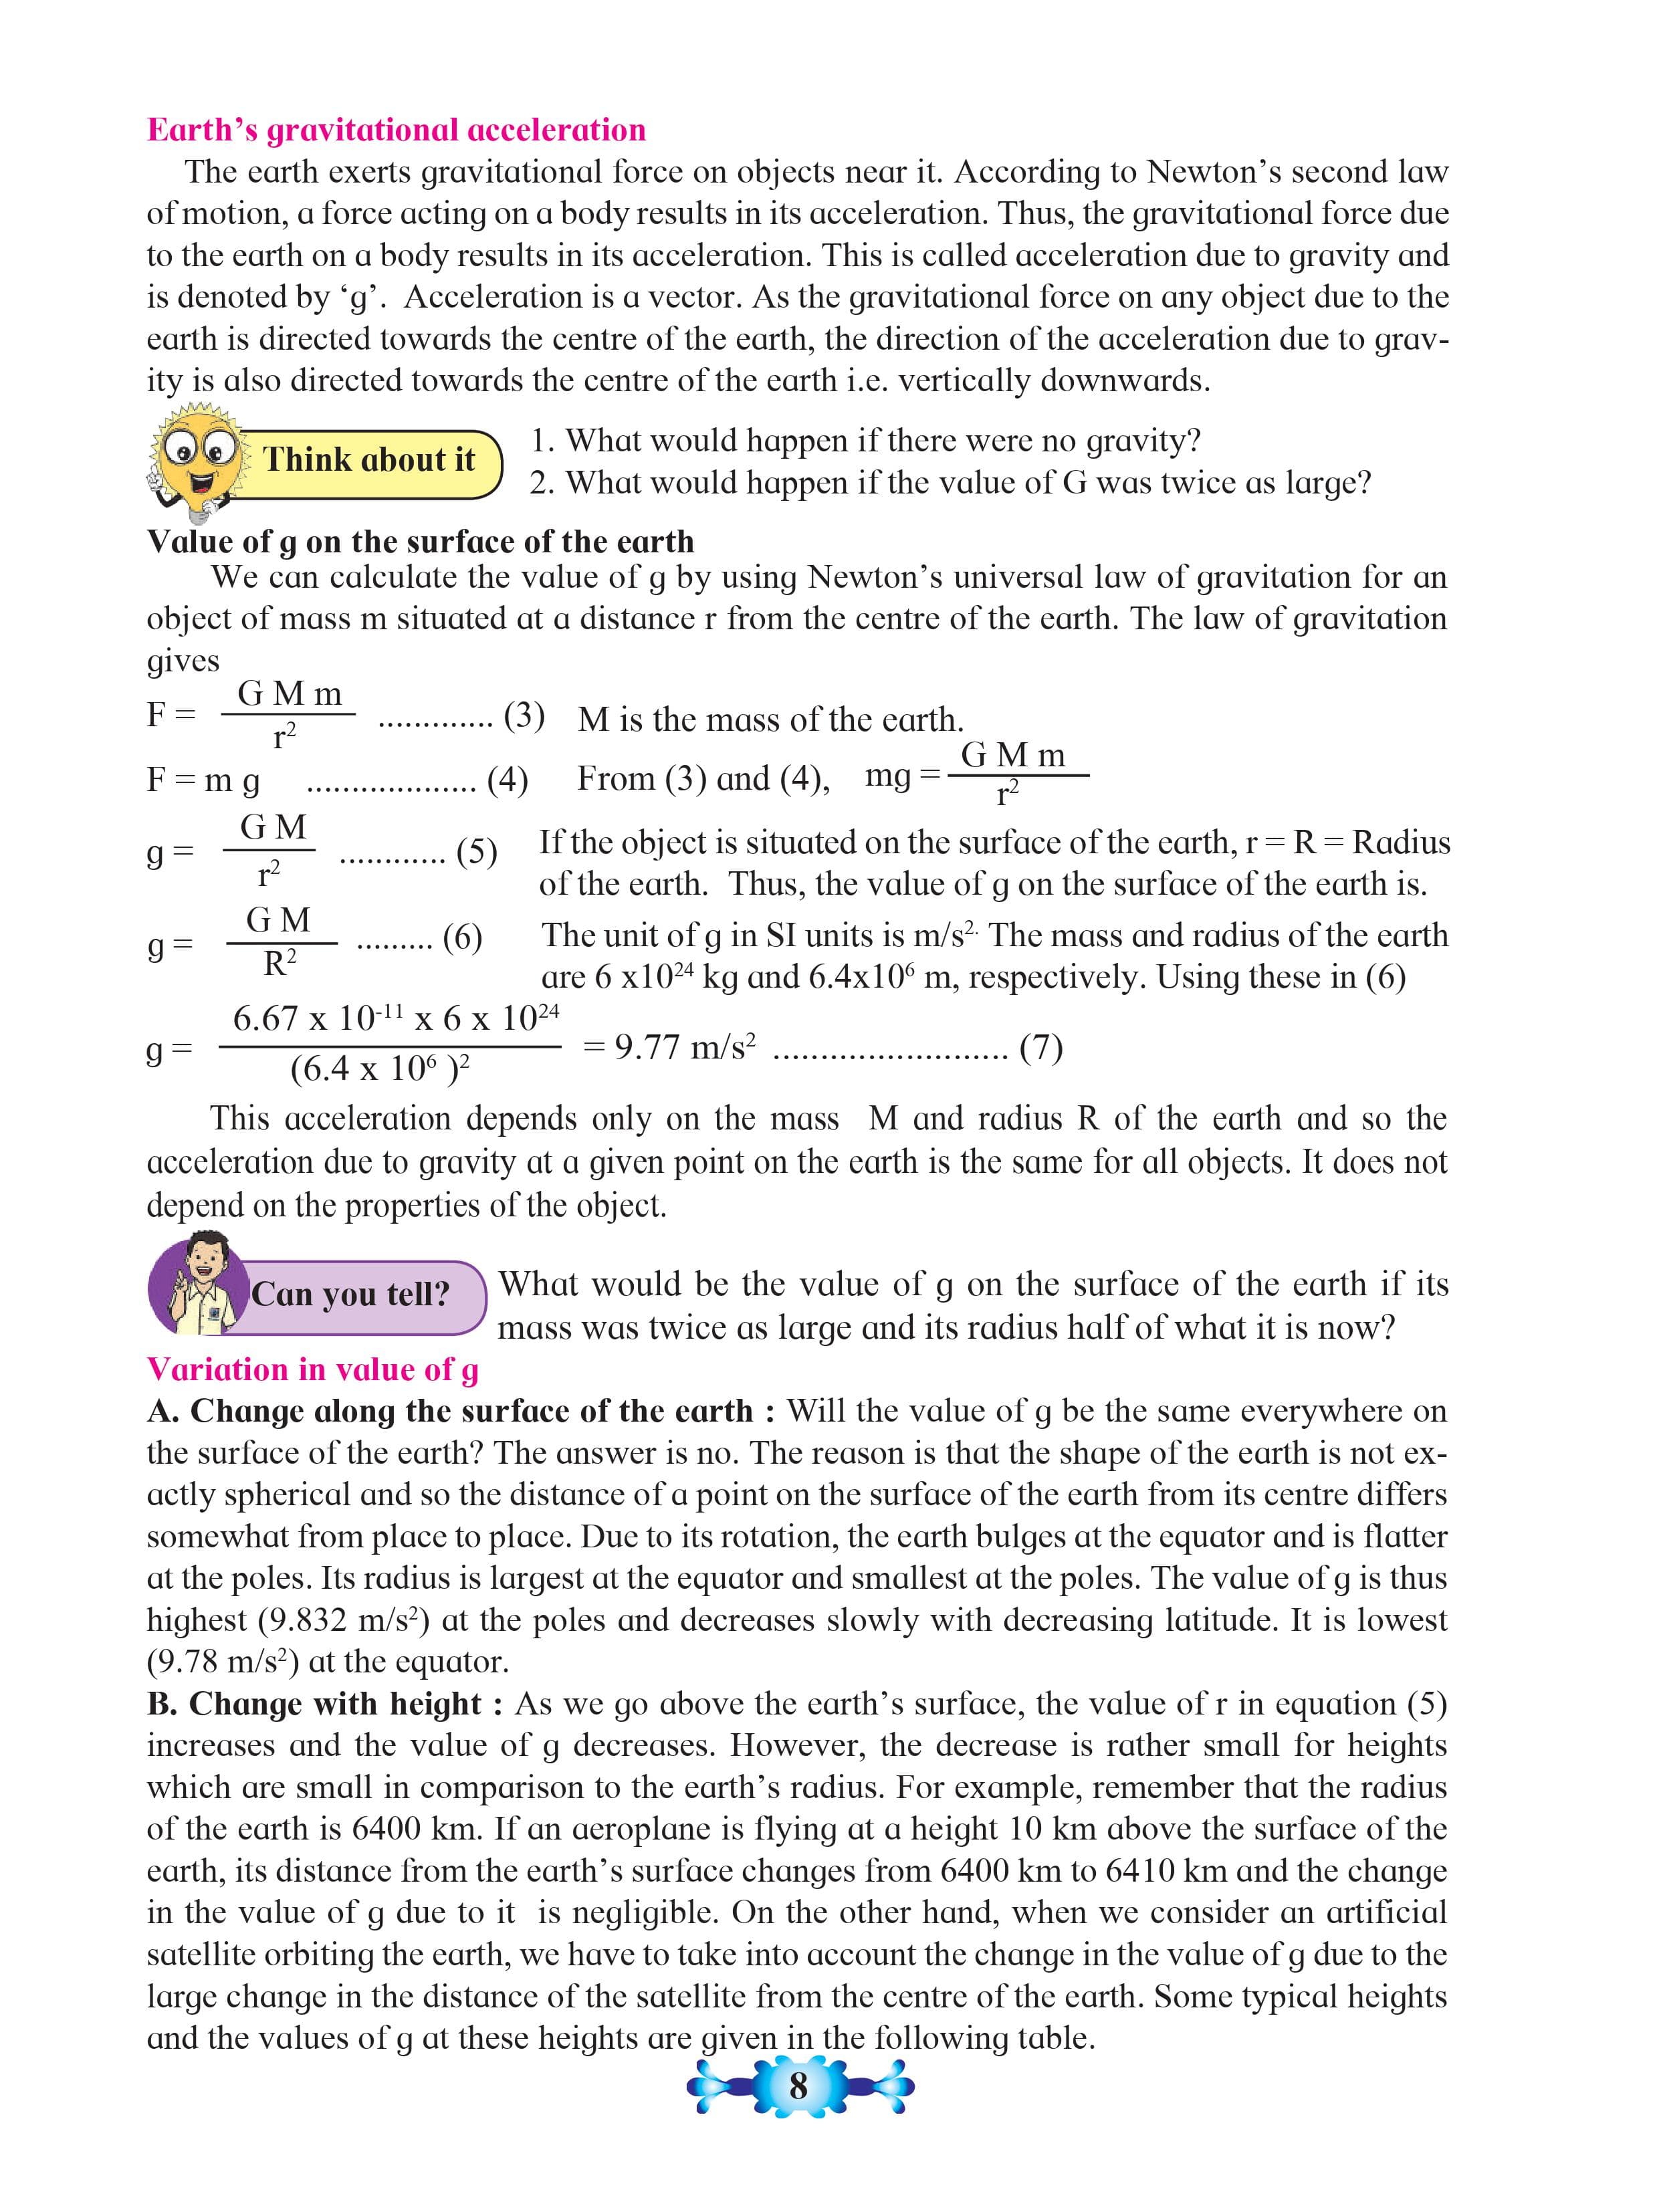 Earth’s gravitational acceleration
The earth exerts gravitational force on objects near it. According to Newton’s second law
of motion, a force acting on a body results in its acceleration. Thus, the gravitational force due
to the earth on a body results in its acceleration. This is called acceleration due to gravity and
is denoted by ‘g’. Acceleration is a vector. As the gravitational force on any object due to the
earth is directed towards the centre of the earth, the direction of the acceleration due to grav-
ity is also directed towards the centre of the earth i.e. vertically downwards.
Think about it
1. What would happen if there were no gravity?
2. What would happen if the value of G was twice as large?
Value of g on the surface of the earth
We can calculate the value of g by using Newton’s universal law of gravitation for an
object of mass m situated at a distance r from the centre of the earth. The law of gravitation
gives
F = G M m / r² ............. (3) M is the mass of the earth.
F = m g ................... (4) From (3) and (4), mg = G M m / r²
g = G M / r² ............ (5) If the object is situated on the surface of the earth, r = R = Radius
of the earth. Thus, the value of g on the surface of the earth is.
g = G M / R² ......... (6) The unit of g in SI units is m/s². The mass and radius of the earth
are 6 x10²⁴ kg and 6.4x10⁶ m, respectively. Using these in (6)
g = 6.67 x 10⁻¹¹ x 6 x 10²⁴ / (6.4 x 10⁶ )² = 9.77 m/s² ......................... (7)
This acceleration depends only on the mass M and radius R of the earth and so the
acceleration due to gravity at a given point on the earth is the same for all objects. It does not
depend on the properties of the object.
Can you tell?
What would be the value of g on the surface of the earth if its
mass was twice as large and its radius half of what it is now?
Variation in value of g
A. Change along the surface of the earth : Will the value of g be the same everywhere on
the surface of the earth? The answer is no. The reason is that the shape of the earth is not ex-
actly spherical and so the distance of a point on the surface of the earth from its centre differs
somewhat from place to place. Due to its rotation, the earth bulges at the equator and is flatter
at the poles. Its radius is largest at the equator and smallest at the poles. The value of g is thus
highest (9.832 m/s²) at the poles and decreases slowly with decreasing latitude. It is lowest
(9.78 m/s²) at the equator.
B. Change with height : As we go above the earth’s surface, the value of r in equation (5)
increases and the value of g decreases. However, the decrease is rather small for heights
which are small in comparison to the earth’s radius. For example, remember that the radius
of the earth is 6400 km. If an aeroplane is flying at a height 10 km above the surface of the
earth, its distance from the earth’s surface changes from 6400 km to 6410 km and the change
in the value of g due to it is negligible. On the other hand, when we consider an artificial
satellite orbiting the earth, we have to take into account the change in the value of g due to the
large change in the distance of the satellite from the centre of the earth. Some typical heights
and the values of g at these heights are given in the following table.
8